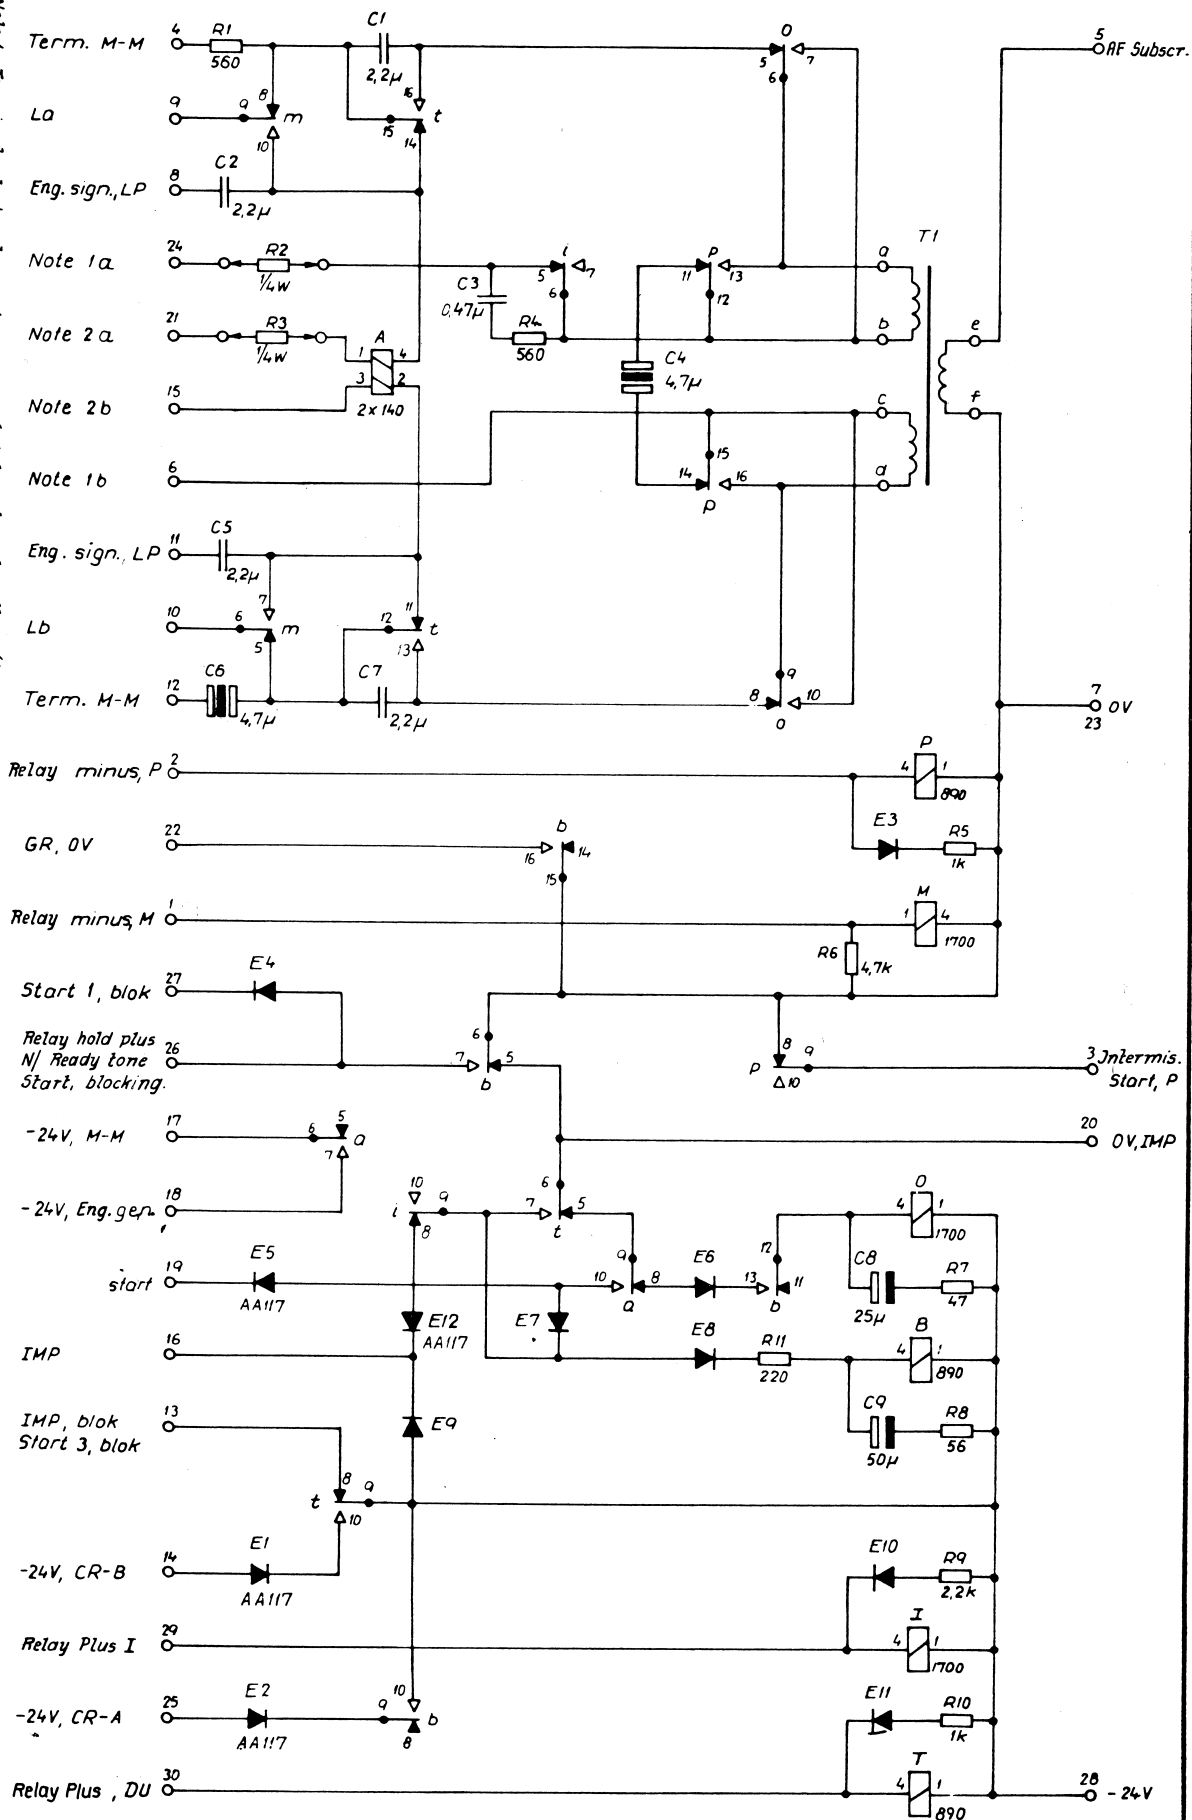 Term. M-M 4 R1 560 C1 2,2µ 5 O 7 6 5 AF Subscr.
La 9 9 8 m 10 15 16 t 14
Eng. sign., LP 8 C2 2,2µ
T1
Note 1a 24 R2 1/4W 5 i 7 6 11 P 13 12 a
C3 0,47µ
Note 2a 21 R3 1/4W 1 A 4 R4 560 b e
C4 4,7µ
3 2
Note 2b 15 2x140 c f
15
Note 1b 6 14 P 16 d
Eng. sign., LP 11 C5 2,2µ
7 11
Lb 10 6 m 12 t
5 13
9
Term. M-M 12 C6 4,7µ C7 2,2µ 8 O 10 7 0V 23
Relay minus, P 2 4 P 1 890
E3 R5 1k
GR, 0V 22 16 b 14
15
Relay minus, M 1 1 M 4 1700
R6 4,7k
Start 1, blok 27 E4
6 8
Relay hold plus
N/ Ready tone 26 7 5 P 9 3 Intermis.
Start, blocking. b 10 Start, P
-24V, M-M 17 6 5 a 20 0V, IMP
7
-24V, Eng. gen. 18 i 10 9 8 7 6 5 t 4 O 1 1700
9 12
start 19 E5 AA117 10 8 a E6 13 11 b C8 25µ R7 47
E12 AA117 E7
IMP 16 E8 R11 220 4 B 1 890
IMP, blok 13 E9 C9 50µ R8 56
Start 3, blok
8 9 t 10
-24V, CR-B 14 E1 AA117 E10 R9 2,2k
Relay Plus I 29 4 I 1 1700
-24V, CR-A 25 E2 AA117 9 10 b 8 E11 R10 1k
Relay Plus, DU 30 4 T 1 890 28 -24V